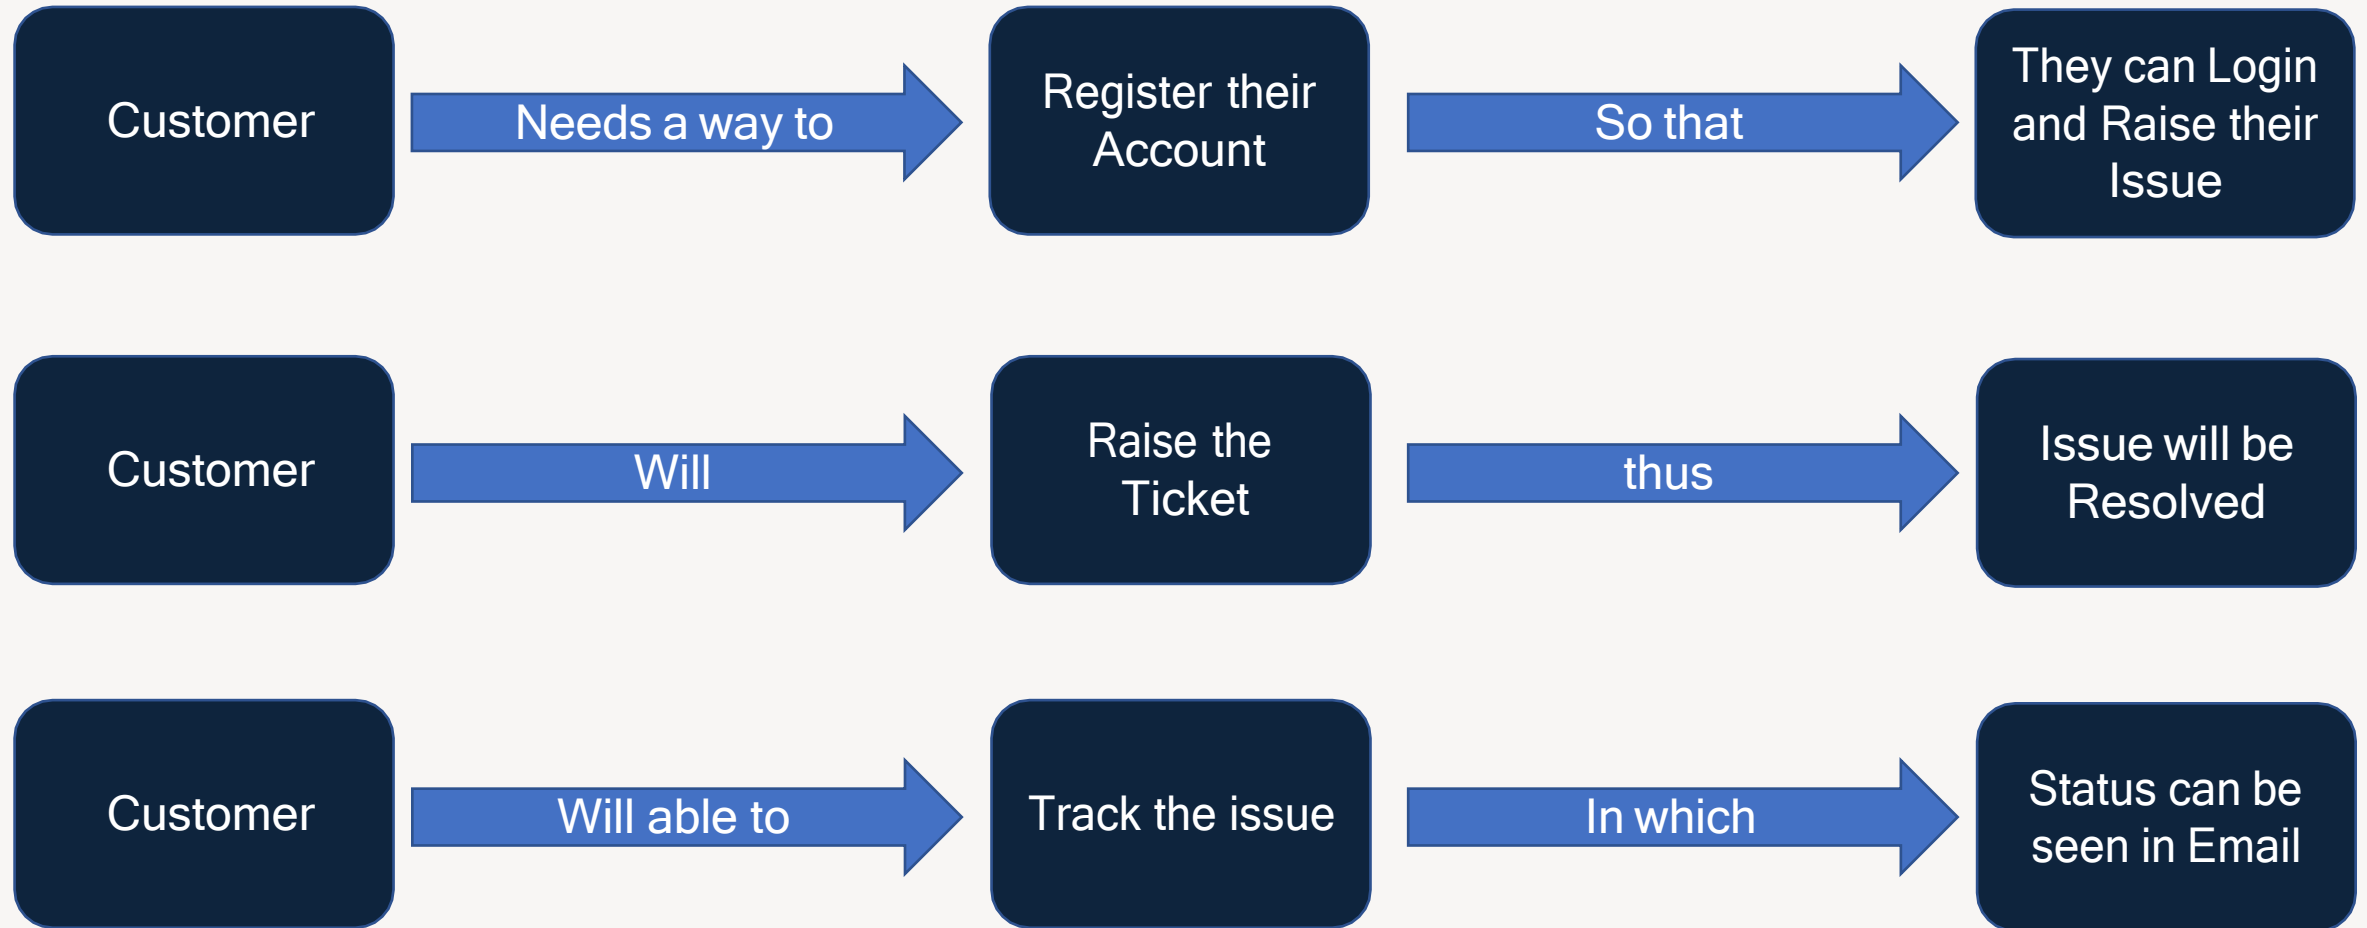 Customer
Needs a way to
Register their
Account
So that
They can Login
and Raise their
Issue
Customer
Will
Raise the
Ticket
thus
Issue will be
Resolved
Customer
Will able to
Track the issue
In which
Status can be
seen in Email